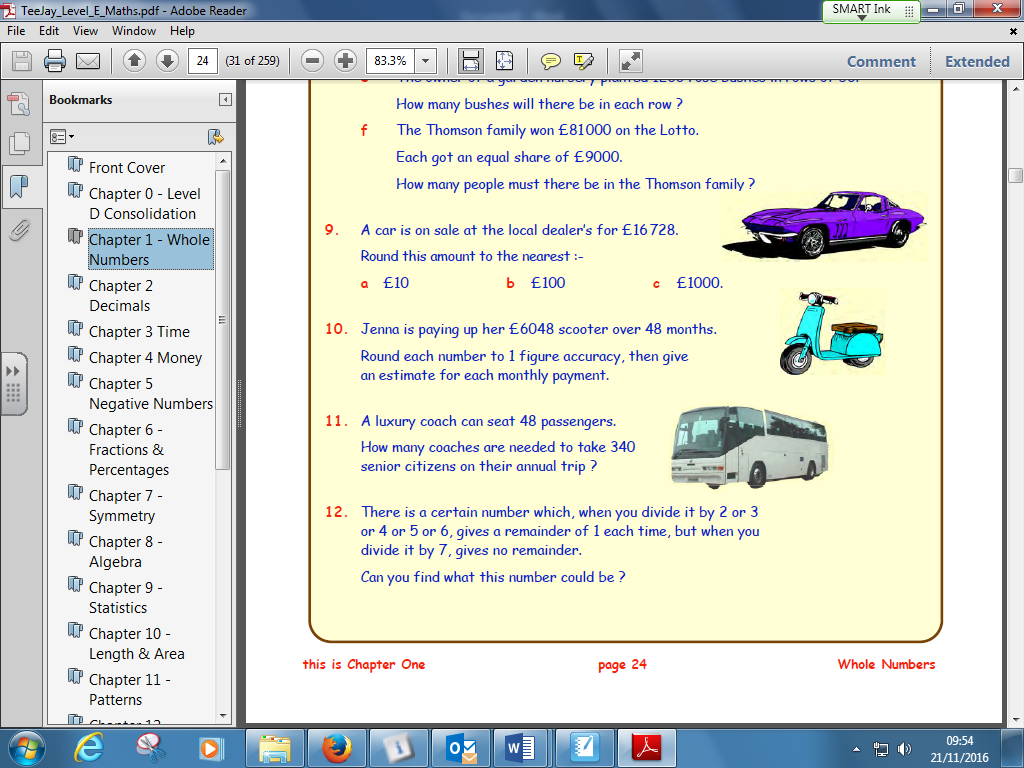 TeeJay_Level_E_Maths.pdf - Adobe Reader
SMART Ink
File Edit View Window Help
24 (31 of 259) 83.3% Comment Extended
Bookmarks
Front Cover
Chapter 0 - Level
D Consolidation
Chapter 1 - Whole
Numbers
Chapter 2
Decimals
Chapter 3 Time
Chapter 4 Money
Chapter 5
Negative Numbers
Chapter 6 -
Fractions &
Percentages
Chapter 7 -
Symmetry
Chapter 8 -
Algebra
Chapter 9 -
Statistics
Chapter 10 -
Length & Area
Chapter 11 -
Patterns
How many bushes will there be in each row ?
f The Thomson family won £81000 on the Lotto.
Each got an equal share of £9000.
How many people must there be in the Thomson family ?
9. A car is on sale at the local dealer's for £16 728.
Round this amount to the nearest :-
a £10 b £100 c £1000.
10. Jenna is paying up her £6048 scooter over 48 months.
Round each number to 1 figure accuracy, then give
an estimate for each monthly payment.
11. A luxury coach can seat 48 passengers.
How many coaches are needed to take 340
senior citizens on their annual trip ?
12. There is a certain number which, when you divide it by 2 or 3
or 4 or 5 or 6, gives a remainder of 1 each time, but when you
divide it by 7, gives no remainder.
Can you find what this number could be ?
this is Chapter One page 24 Whole Numbers
09:54
21/11/2016